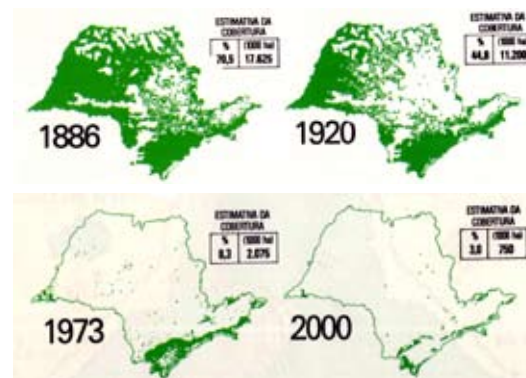 ESTIMATIVA DA
COBERTURA
% (1000 ha)
70,5 17.625
1886
ESTIMATIVA DA
COBERTURA
% (1000 ha)
44,8 11.200
1920
ESTIMATIVA DA
COBERTURA
% (1000 ha)
8,3 2.075
1973
ESTIMATIVA DA
COBERTURA
% (1000 ha)
3,0 750
2000